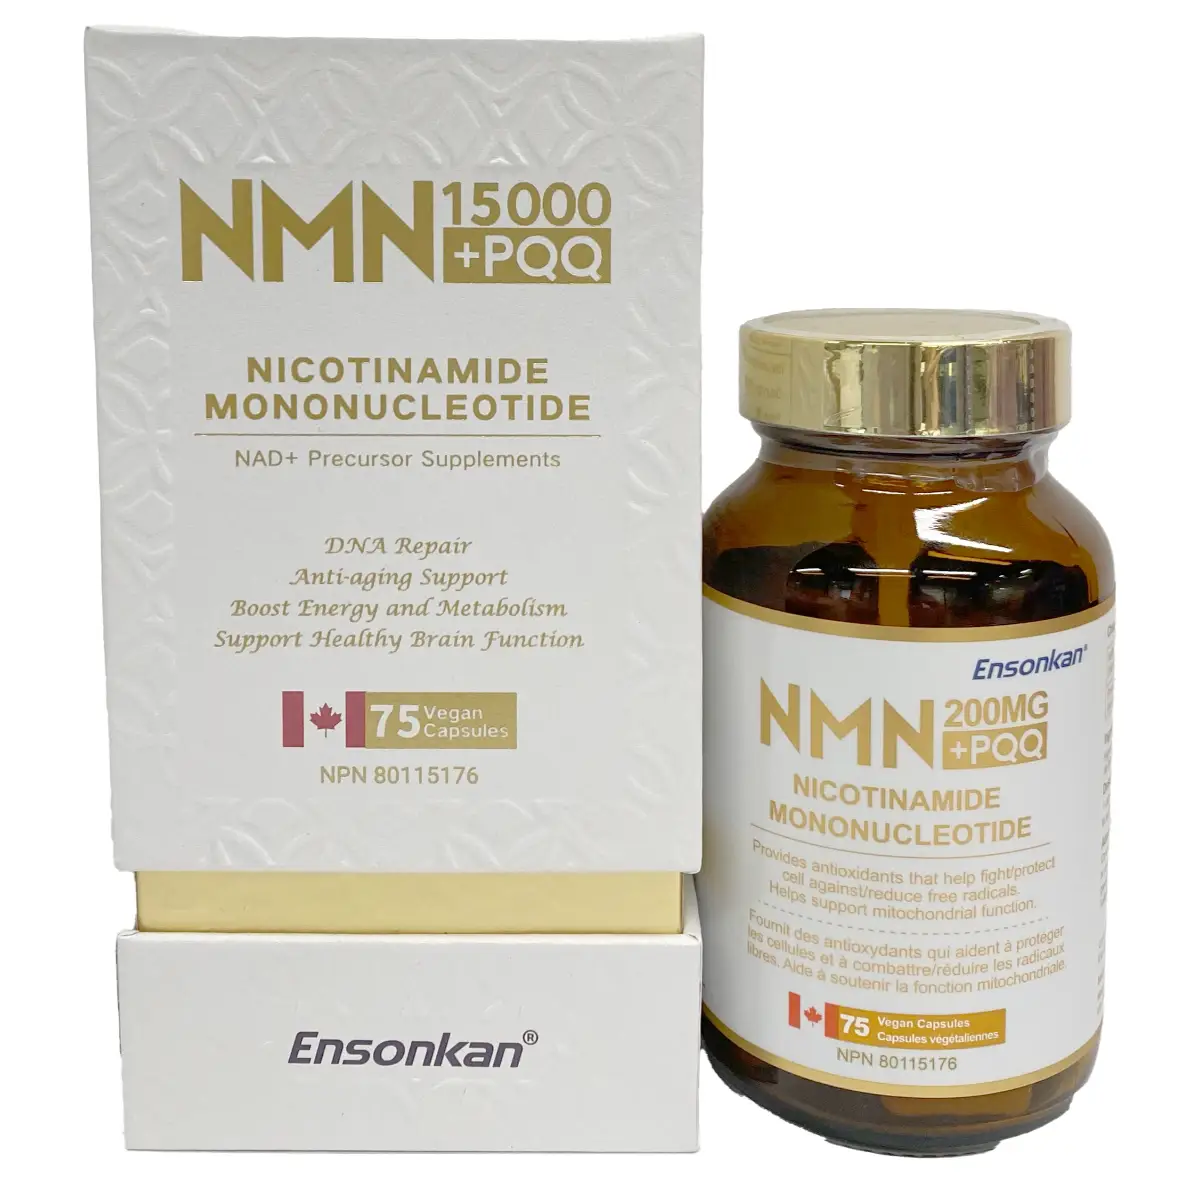 NMN 15000
+PQQ
NICOTINAMIDE
MONONUCLEOTIDE
NAD+ Precursor Supplements
DNA Repair
Anti-aging Support
Boost Energy and Metabolism
Support Healthy Brain Function
75 Vegan
Capsules
NPN 80115176
Ensonkan®
Ensonkan®
NMN 200MG
+PQQ
NICOTINAMIDE
MONONUCLEOTIDE
Provides antioxidants that help fight/protect
cell against/reduce free radicals.
Helps support mitochondrial function.
Fournit des antioxydants qui aident à protéger
les cellules et à combattre/réduire les radicaux
libres. Aide à soutenir la fonction mitochondriale.
75 Vegan Capsules
Capsules végétaliennes
NPN 80115176